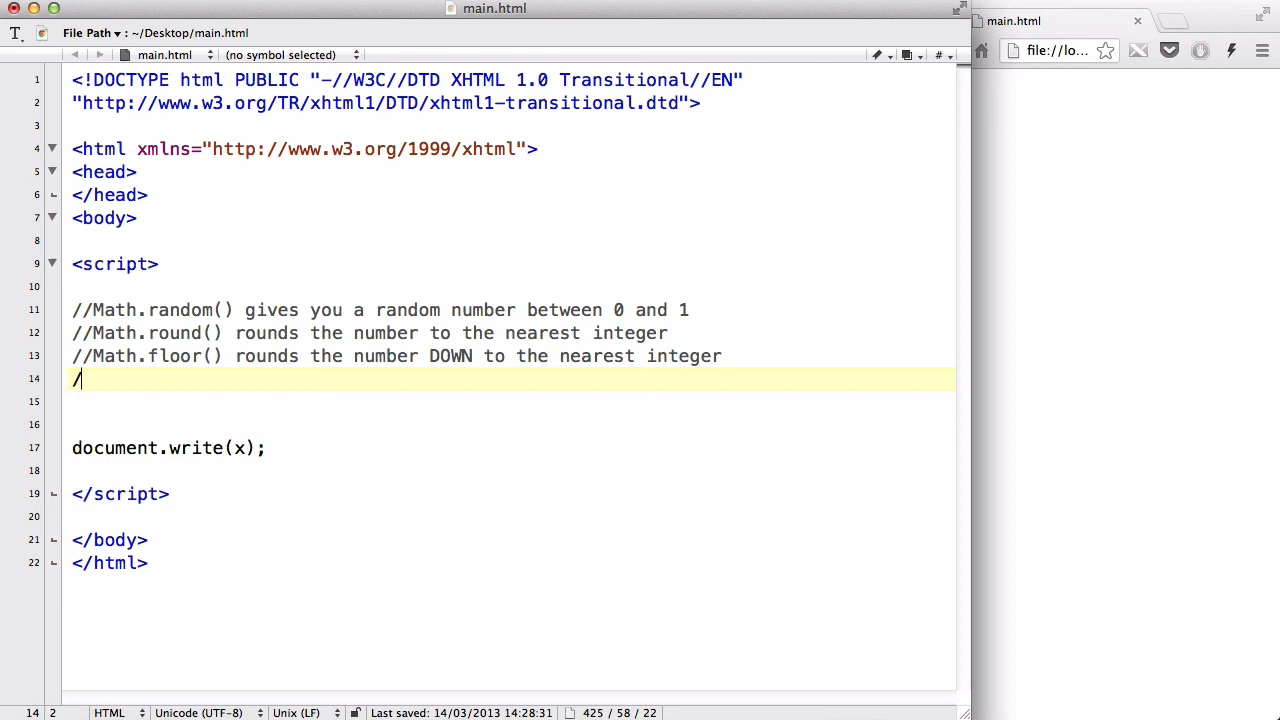 main.html
main.html
File Path : ~/Desktop/main.html
file://lo...
main.html (no symbol selected) #
1 <!DOCTYPE html PUBLIC "-//W3C//DTD XHTML 1.0 Transitional//EN"
2 "http://www.w3.org/TR/xhtml1/DTD/xhtml1-transitional.dtd">
3
4 <html xmlns="http://www.w3.org/1999/xhtml">
5 <head>
6 </head>
7 <body>
8
9 <script>
10
11 //Math.random() gives you a random number between 0 and 1
12 //Math.round() rounds the number to the nearest integer
13 //Math.floor() rounds the number DOWN to the nearest integer
14 /
15
16
17 document.write(x);
18
19 </script>
20
21 </body>
22 </html>
14 2 HTML Unicode (UTF-8) Unix (LF) Last saved: 14/03/2013 14:28:31 425 / 58 / 22